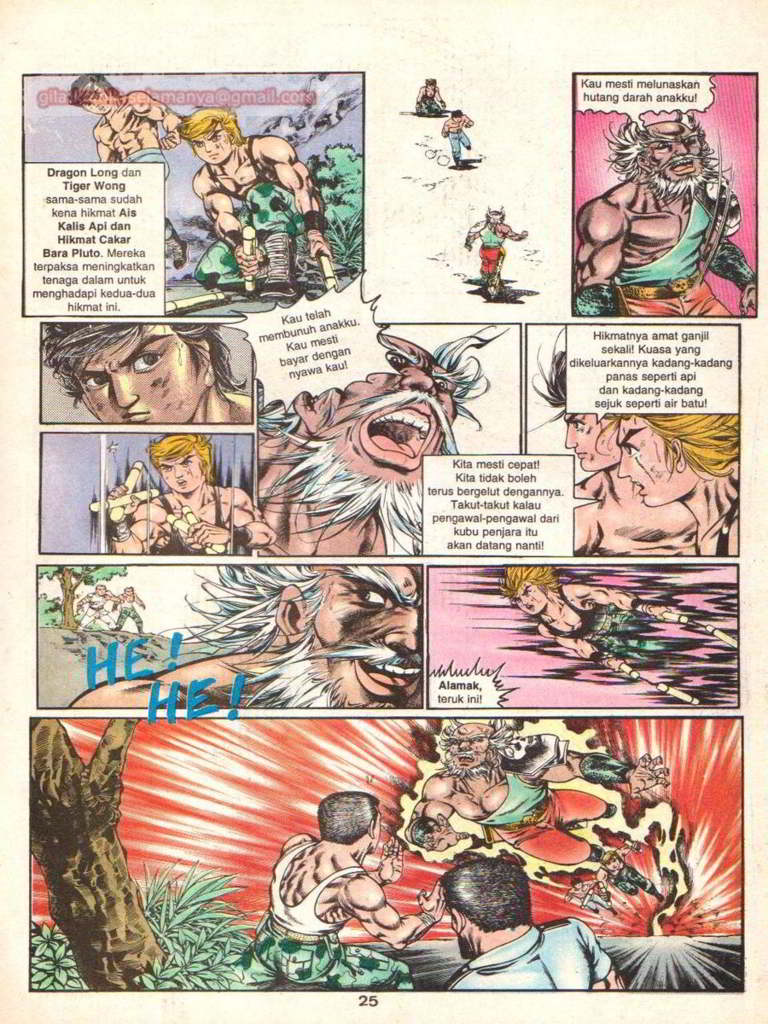 Dragon Long dan
Tiger Wong
sama-sama sudah
kena hikmat Ais
Kalis Api dan
Hikmat Cakar
Bara Pluto. Mereka
terpaksa meningkatkan
tenaga dalam untuk
menghadapi kedua-dua
hikmat ini.
Kau mesti melunaskan
hutang darah anakku!
Kau telah
membunuh anakku.
Kau mesti
bayar dengan
nyawa kau!
Hikmatnya amat ganjil
sekali! Kuasa yang
dikeluarkannya kadang-kadang
panas seperti api
dan kadang-kadang
sejuk seperti air batu!
Kita mesti cepat!
Kita tidak boleh
terus bergelut dengannya.
Takut-takut kalau
pengawal-pengawal dari
kubu penjara itu
akan datang nanti!
HE!
HE!
Alamak,
teruk ini!
25